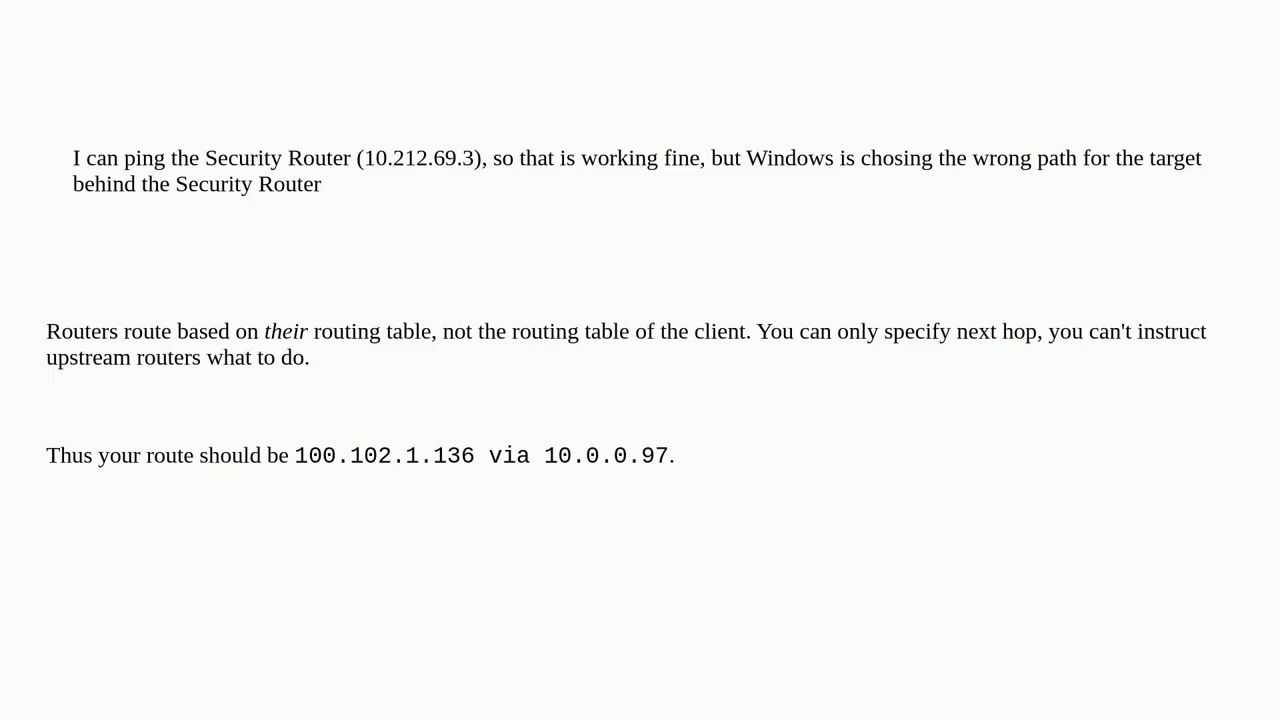 I can ping the Security Router (10.212.69.3), so that is working fine, but Windows is chosing the wrong path for the target
behind the Security Router
Routers route based on their routing table, not the routing table of the client. You can only specify next hop, you can't instruct
upstream routers what to do.
Thus your route should be 100.102.1.136 via 10.0.0.97.